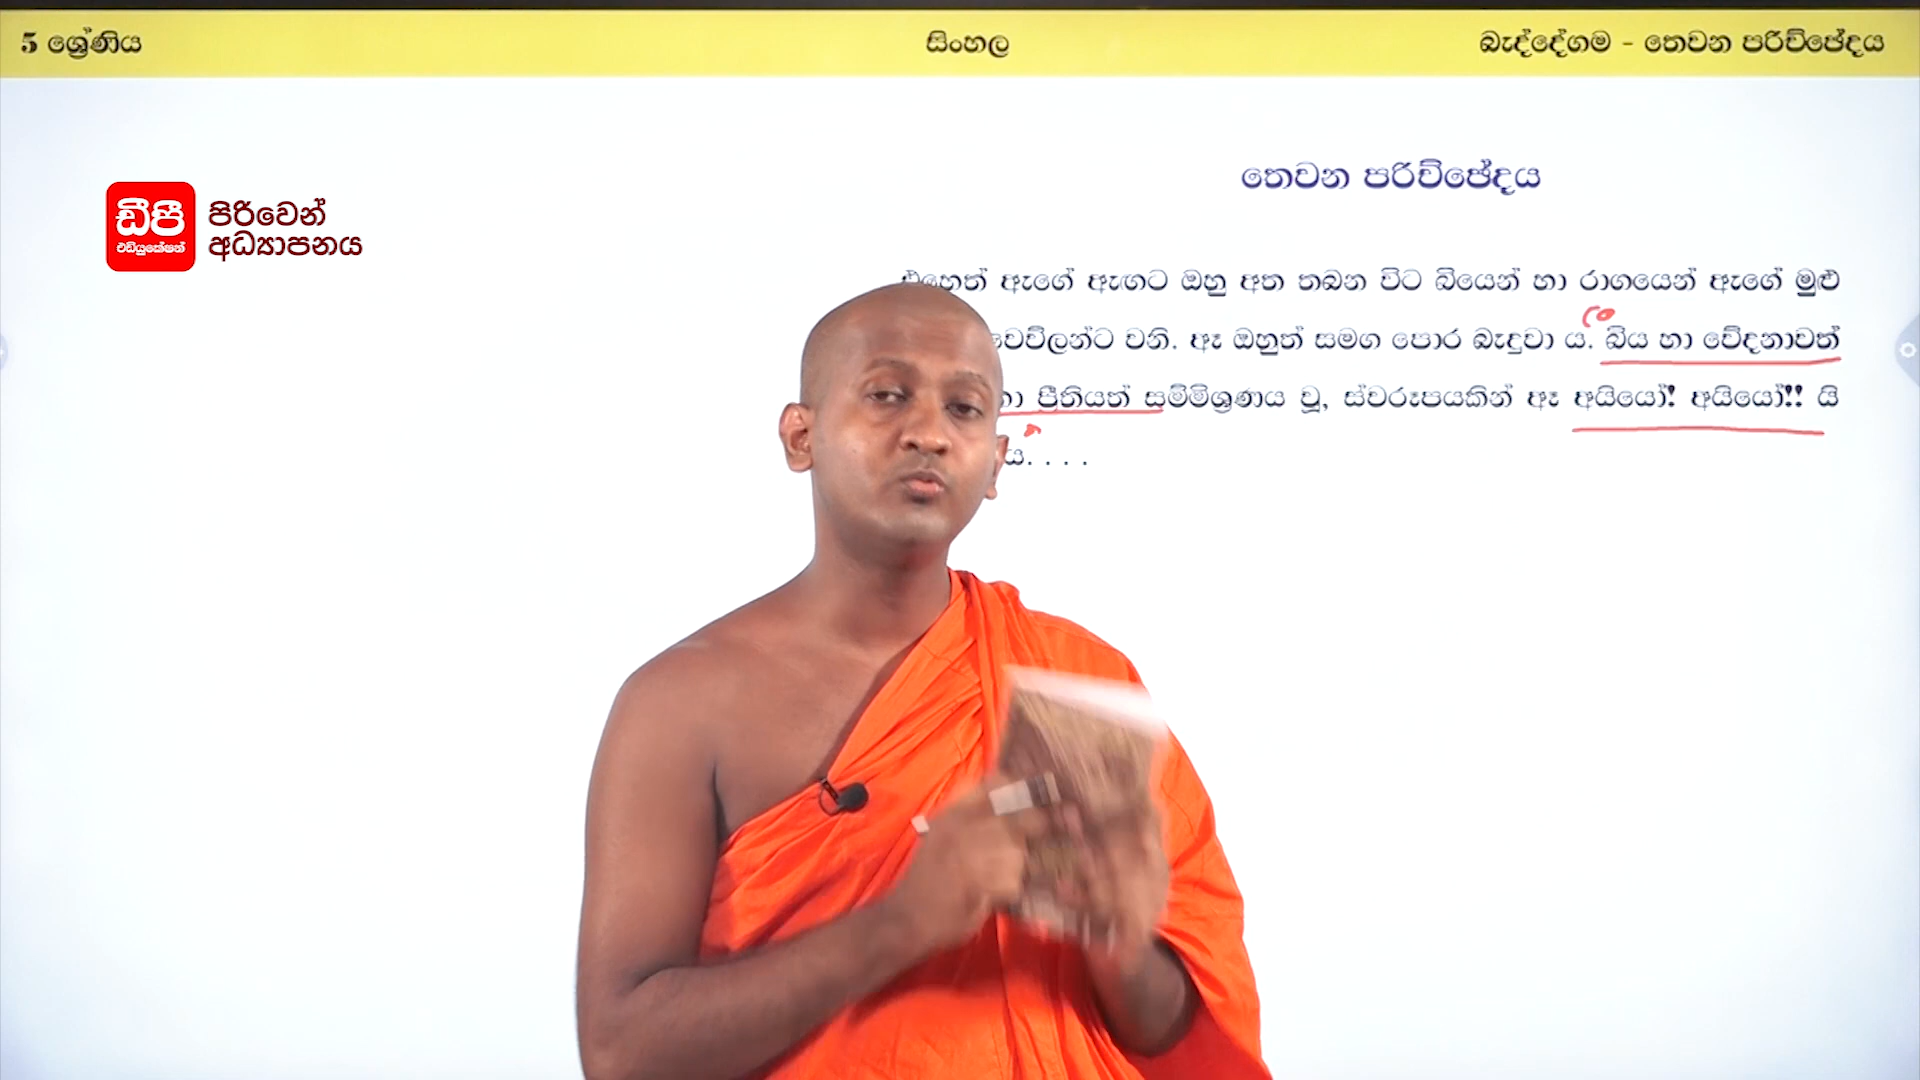 5 ශ්‍රේණිය
සිංහල
බැද්දේගම - තෙවන පරිච්ඡේදය
තෙවන පරිච්ඡේදය
ඩීපී
එඩියුකේෂන්
පිරිවෙන්
අධ්‍යාපනය
එහෙත් ඇගේ ඇඟට ඔහු අත තබන විට බියෙන් හා රාගයෙන් ඇගේ මුළු
වනි. ඈ ඔහුත් සමග පොර බැදුවා ය. බිය හා වේදනාවත්
හා ප්‍රීතියත් සම්මිශ්‍රණය වූ, ස්වරූපයකින් ඈ අයියෝ! අයියෝ!! යි
ය. . . .